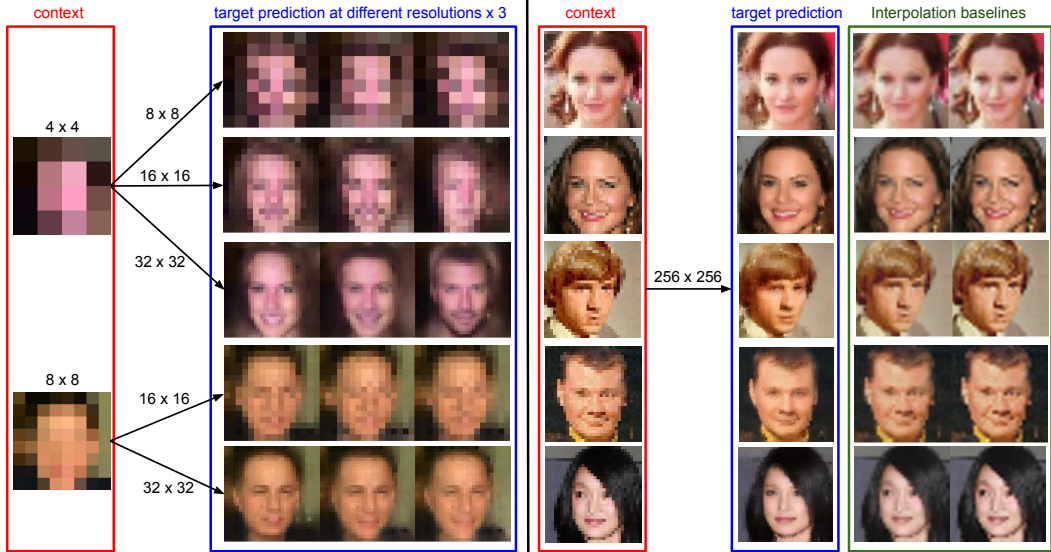 context
target prediction at different resolutions x 3
context
target prediction
Interpolation baselines
4 x 4
8 x 8
16 x 16
32 x 32
256 x 256
8 x 8
16 x 16
32 x 32